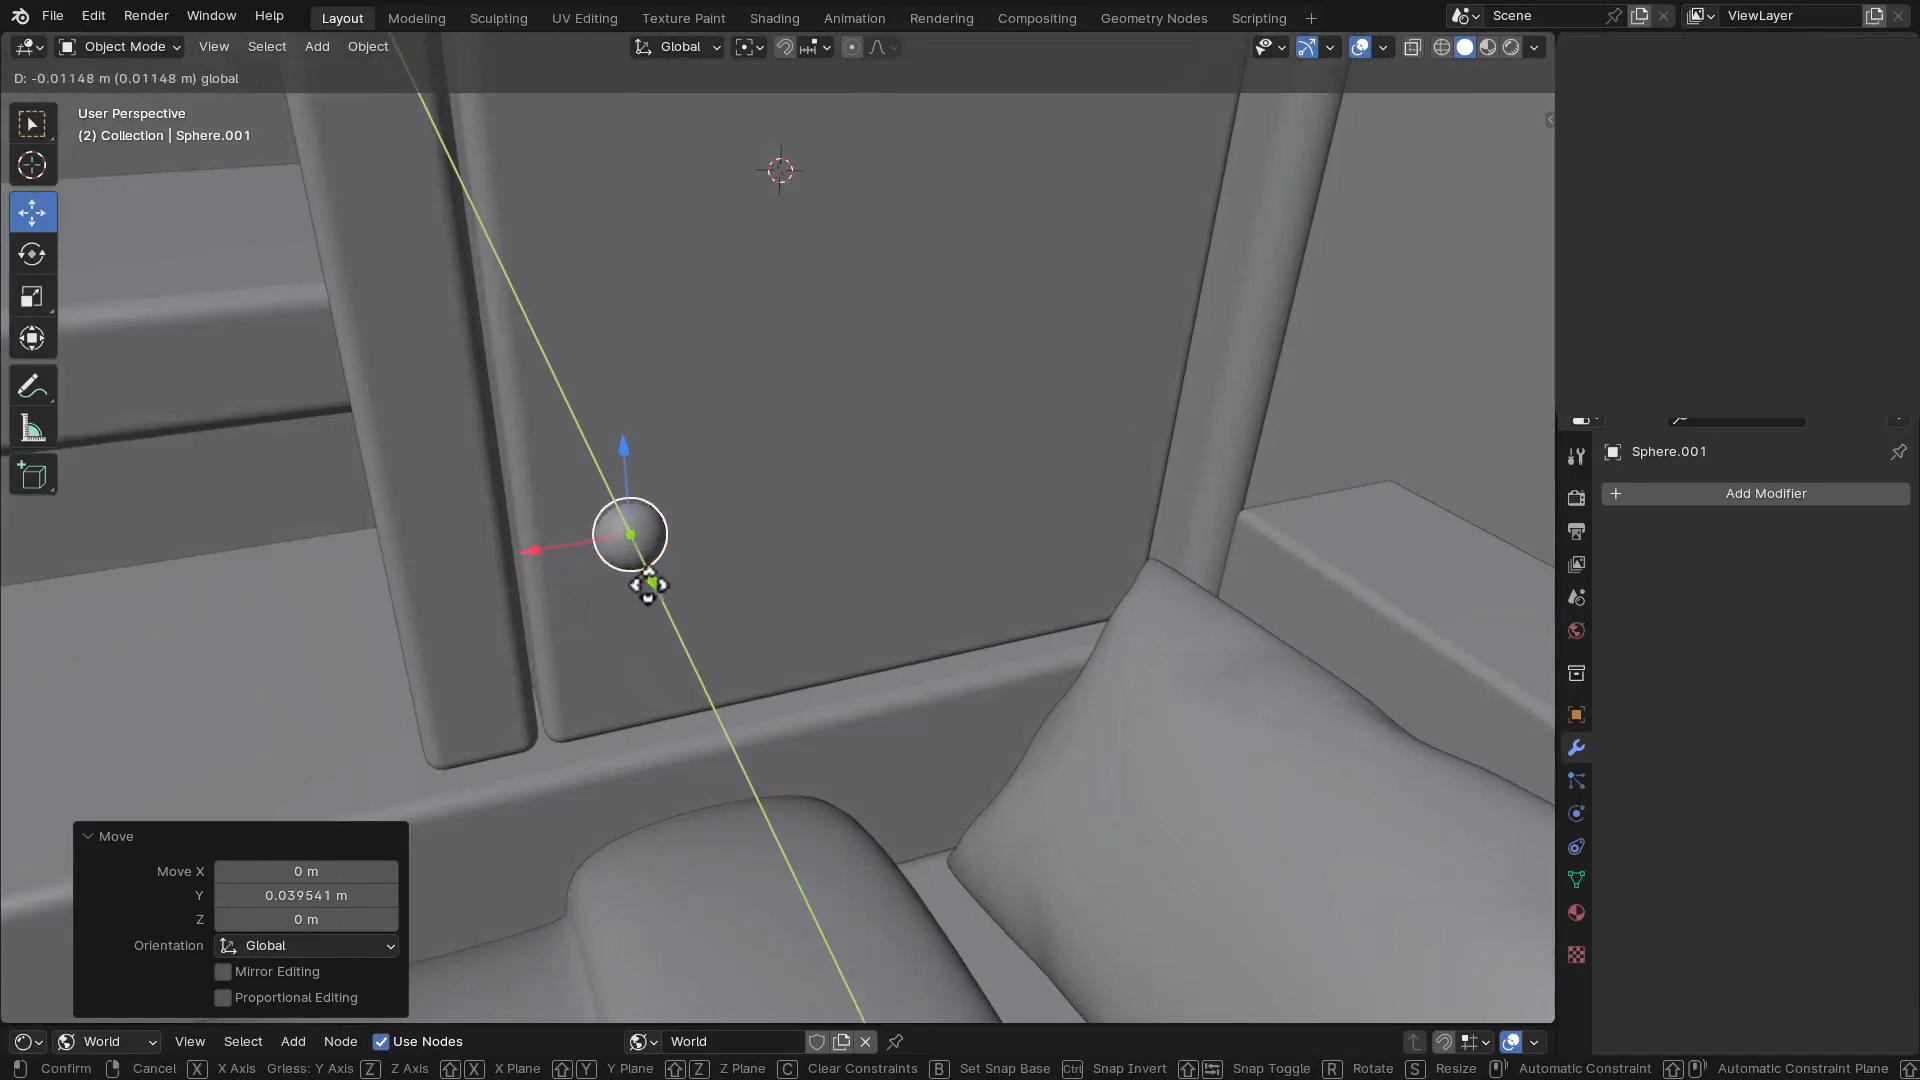 File Edit Render Window Help Layout Modeling Sculpting UV Editing Texture Paint Shading Animation Rendering Compositing Geometry Nodes Scripting + Scene ViewLayer
Object Mode View Select Add Object Global
D: -0.01148 m (0.01148 m) global
User Perspective
(2) Collection | Sphere.001
Sphere.001
+ Add Modifier
Move
Move X 0 m
Y 0.039541 m
Z 0 m
Orientation Global
Mirror Editing
Proportional Editing
World View Select Add Node Use Nodes World
Confirm Cancel X X Axis Grless: Y Axis Z Z Axis X X Plane Y Y Plane Z Z Plane C Clear Constraints B Set Snap Base Ctrl Snap Invert Snap Toggle R Rotate S Resize Automatic Constraint Automatic Constraint Plane